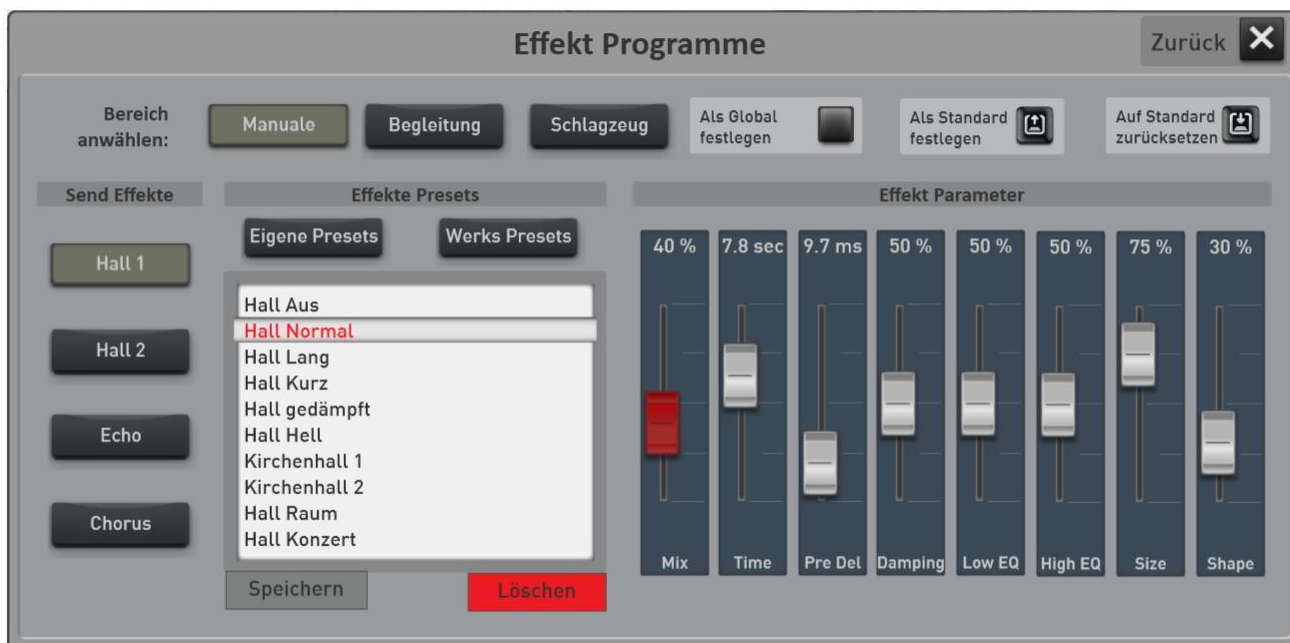 Effekt Programme
Zurück
Bereich
anwählen:
Manuale
Begleitung
Schlagzeug
Als Global
festlegen
Als Standard
festlegen
Auf Standard
zurücksetzen
Send Effekte
Effekte Presets
Effekt Parameter
Hall 1
Hall 2
Echo
Chorus
Eigene Presets
Werks Presets
Hall Aus
Hall Normal
Hall Lang
Hall Kurz
Hall gedämpft
Hall Hell
Kirchenhall 1
Kirchenhall 2
Hall Raum
Hall Konzert
Speichern
Löschen
40 %
7.8 sec
9.7 ms
50 %
50 %
50 %
75 %
30 %
Mix
Time
Pre Del
Damping
Low EQ
High EQ
Size
Shape